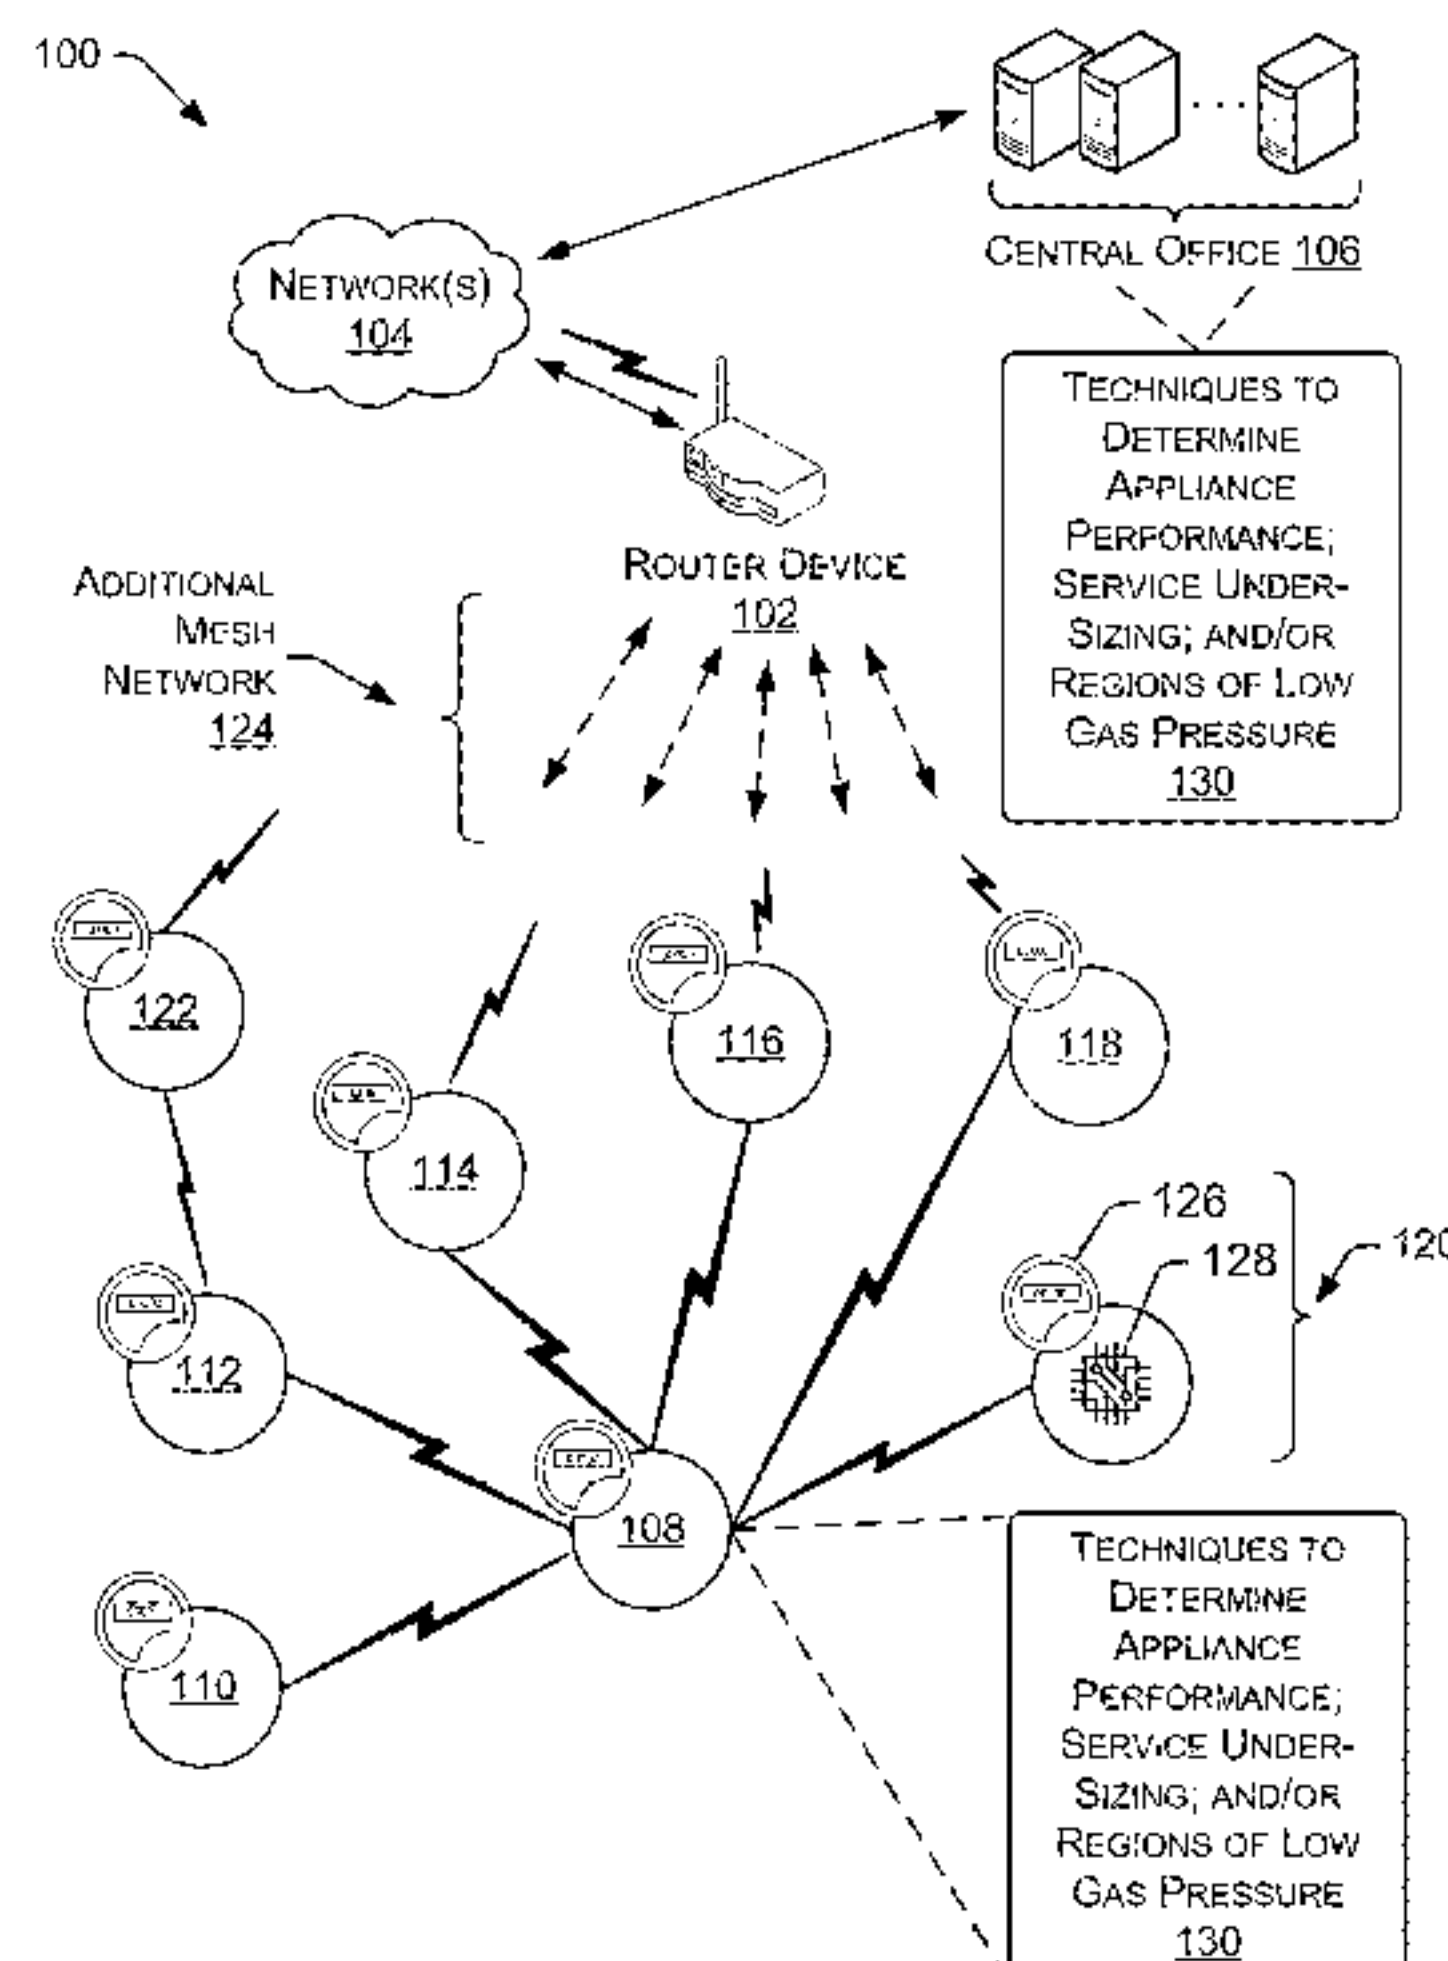 100
CENTRAL OFFICE 106
NETWORK(S)
104
TECHNIQUES TO
DETERMINE
APPLIANCE
PERFORMANCE;
SERVICE UNDER-
SIZING; AND/OR
REGIONS OF LOW
GAS PRESSURE
130
ROUTER DEVICE
102
ADDITIONAL
MESH
NETWORK
124
122
116
118
114
126
128
120
112
108
110
TECHNIQUES TO
DETERMINE
APPLIANCE
PERFORMANCE;
SERVICE UNDER-
SIZING; AND/OR
REGIONS OF LOW
GAS PRESSURE
130